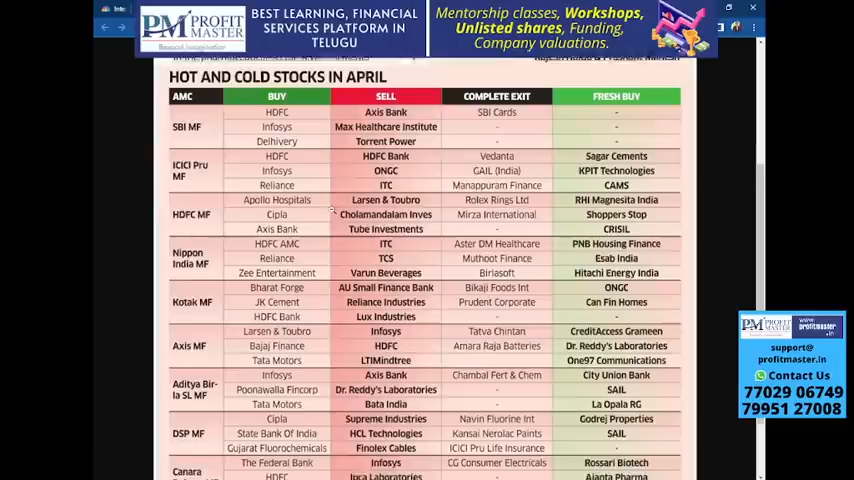 Inte
PM PROFIT MASTER
BEST LEARNING, FINANCIAL
SERVICES PLATFORM IN
TELUGU
Mentorship classes, Workshops,
Unlisted shares, Funding,
Company valuations.
HOT AND COLD STOCKS IN APRIL
AMC BUY SELL COMPLETE EXIT FRESH BUY
SBI MF
HDFC Axis Bank SBI Cards -
Infosys Max Healthcare Institute - -
Delhivery Torrent Power - -
ICICI Pru
MF
HDFC HDFC Bank Vedanta Sagar Cements
Infosys ONGC GAIL (India) KPIT Technologies
Reliance ITC Manappuram Finance CAMS
HDFC MF
Apollo Hospitals Larsen & Toubro Rolex Rings Ltd RHI Magnesita India
Cipla Cholamandalam Inves Mirza International Shoppers Stop
Axis Bank Tube Investments - CRISIL
Nippon
India MF
HDFC AMC ITC Aster DM Healthcare PNB Housing Finance
Reliance TCS Muthoot Finance Esab India
Zee Entertainment Varun Beverages Birlasoft Hitachi Energy India
Kotak MF
Bharat Forge AU Small Finance Bank Bikaji Foods Int ONGC
JK Cement Reliance Industries Prudent Corporate Can Fin Homes
HDFC Bank Lux Industries - -
Axis MF
Larsen & Toubro Infosys Tatva Chintan CreditAccess Grameen
Bajaj Finance HDFC Amara Raja Batteries Dr. Reddy's Laboratories
Tata Motors LTIMindtree - One97 Communications
Aditya Bir-
la SL MF
Infosys Axis Bank Chambal Fert & Chem City Union Bank
Poonawalla Fincorp Dr. Reddy's Laboratories - SAIL
Tata Motors Bata India - La Opala RG
DSP MF
Cipla Supreme Industries Navin Fluorine Int Godrej Properties
State Bank Of India HCL Technologies Kansai Nerolac Paints SAIL
Gujarat Fluorochemicals Finolex Cables ICICI Pru Life Insurance -
Canara
The Federal Bank Infosys CG Consumer Electricals Rossari Biotech
HDFC Ipca Laboratories - Ajanta Pharma
PM PROFIT MASTER
www.
profitmaster
.in
support@
profitmaster.in
Contact Us
77029 06749
79951 27008